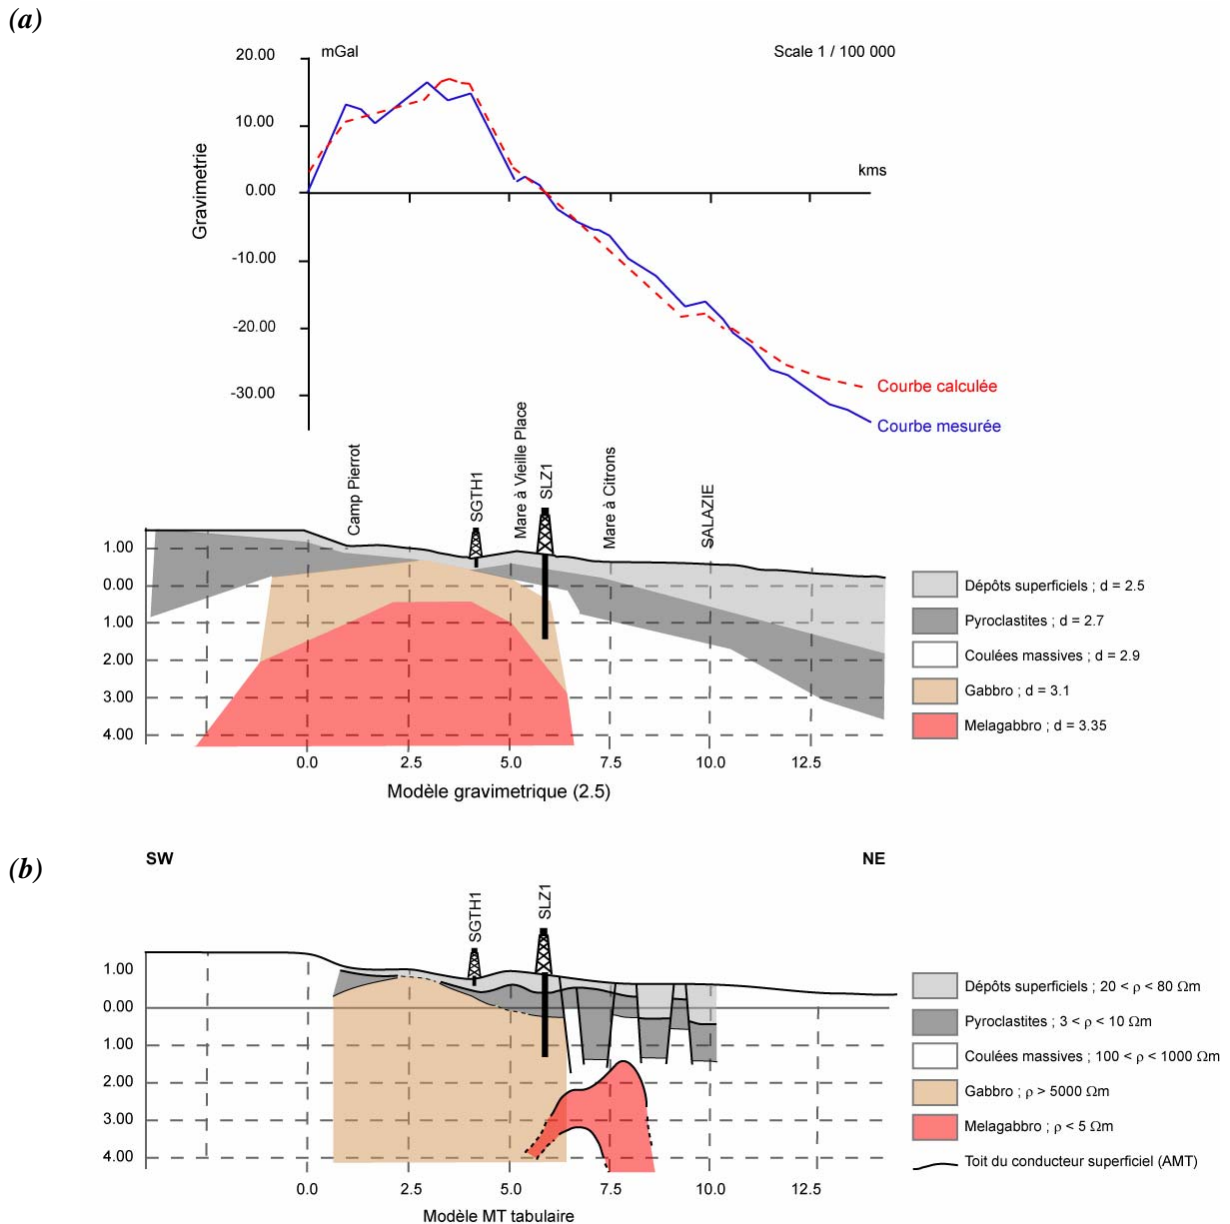 (a)
20.00
mGal
Scale 1 / 100 000
10.00
kms
0.00
Gravimetrie
-10.00
-20.00
-30.00
Courbe calculée
Courbe mesurée
Camp Pierrot
SGTH1
Mare à Vieille Place
SLZ1
Mare à Citrons
SALAZIE
1.00
0.00
1.00
2.00
3.00
4.00
Dépôts superficiels ; d = 2.5
Pyroclastites ; d = 2.7
Coulées massives ; d = 2.9
Gabbro ; d = 3.1
Melagabbro ; d = 3.35
0.0 2.5 5.0 7.5 10.0 12.5
Modèle gravimetrique (2.5)
SW
NE
(b)
SGTH1
SLZ1
1.00
0.00
1.00
2.00
3.00
4.00
Dépôts superficiels ; 20 < ρ < 80 Ωm
Pyroclastites ; 3 < ρ < 10 Ωm
Coulées massives ; 100 < ρ < 1000 Ωm
Gabbro ; ρ > 5000 Ωm
Melagabbro ; ρ < 5 Ωm
Toit du conducteur superficiel (AMT)
0.0 2.5 5.0 7.5 10.0 12.5
Modèle MT tabulaire